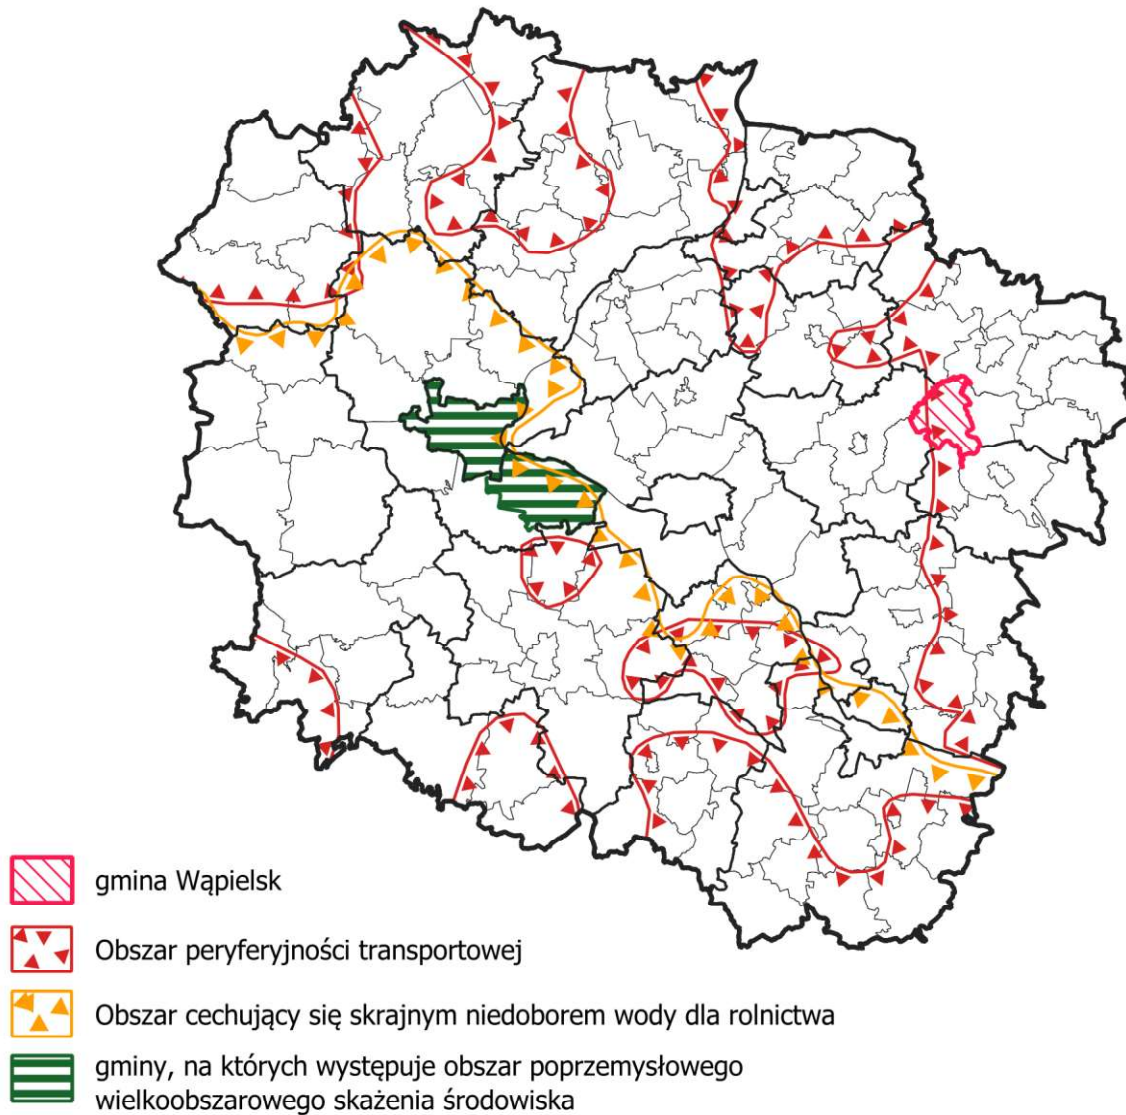 gmina Wąpielsk
Obszar peryferyjności transportowej
Obszar cechujący się skrajnym niedoborem wody dla rolnictwa
gminy, na których występuje obszar poprzemysłowego
wielkoobszarowego skażenia środowiska